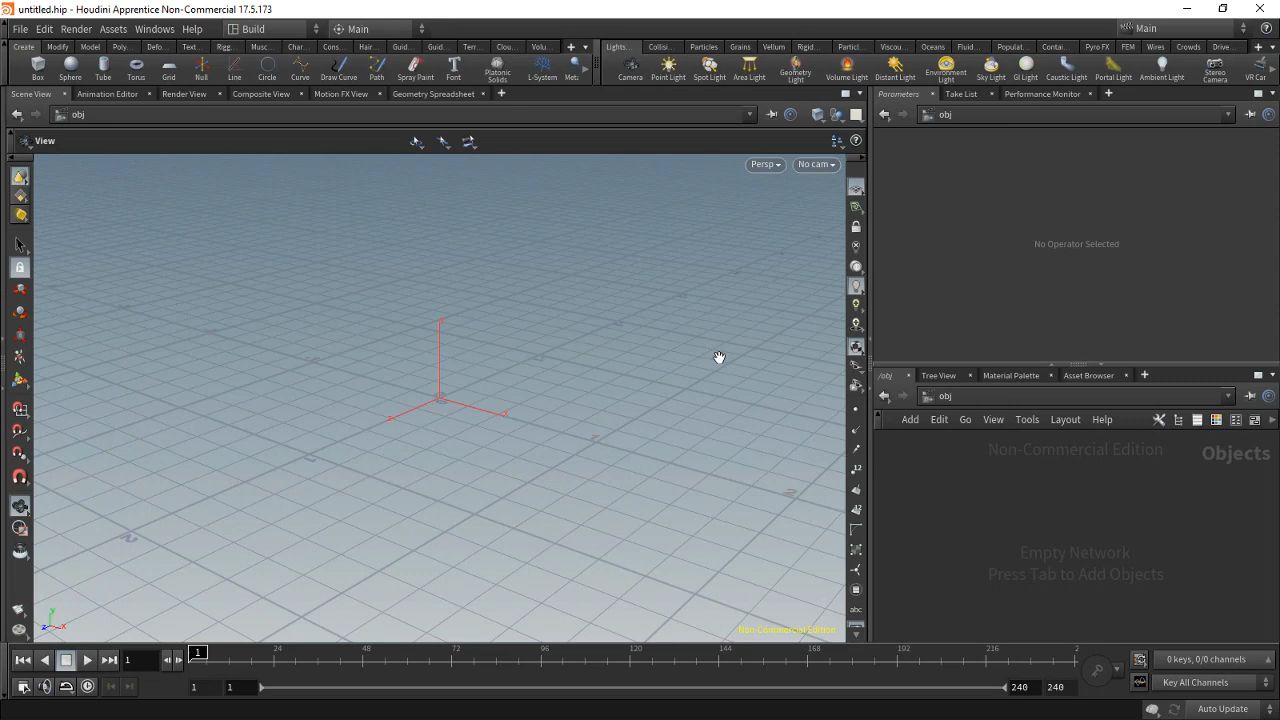 untitled.hip - Houdini Apprentice Non-Commercial 17.5.173
File Edit Render Assets Windows Help Build Main Main
Create Modify Model Poly... Defo... Text... Rigg... Musc... Char... Cons... Hair... Guid... Guid... Terr... Clou... Volu...
Lights... Collisi... Particles Grains Vellum Rigid... Particl... Viscou... Oceans Fluid... Populat... Contai... Pyro FX FEM Wires Crowds Drive...
Box Sphere Tube Torus Grid Null Line Circle Curve Draw Curve Path Spray Paint Font Platonic Solids L-System
Camera Point Light Spot Light Area Light Geometry Light Volume Light Distant Light Environment Light Sky Light GI Light Caustic Light Portal Light Ambient Light Stereo Camera VR Car
Scene View Animation Editor Render View Composite View Motion FX View Geometry Spreadsheet
Parameters Take List Performance Monitor
obj
obj
View
Persp No cam
No Operator Selected
/obj Tree View Material Palette Asset Browser
obj
Add Edit Go View Tools Layout Help
Non-Commercial Edition Objects
Empty Network
Press Tab to Add Objects
12
12
abc
y
z x
Non-Commercial Edition
1 1 24 48 72 96 120 144 168 192 216 2
0 keys, 0/0 channels
1 1 240 240 Key All Channels
Auto Update